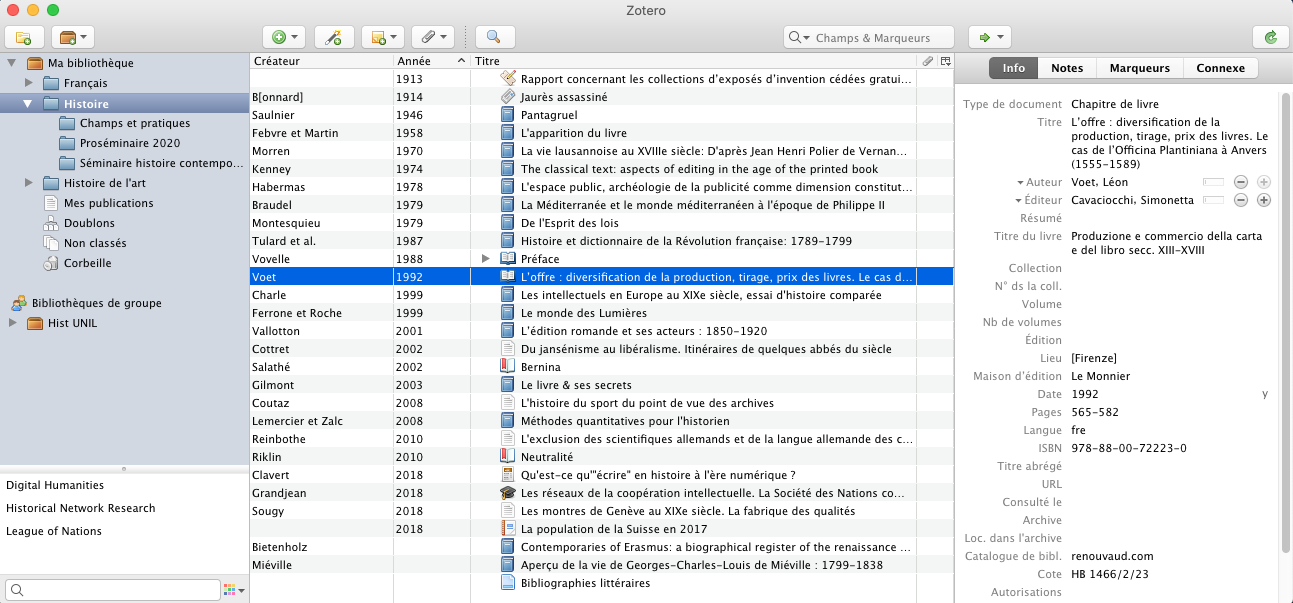 Zotero
Champs & Marqueurs
Ma bibliothèque
Français
Histoire
Champs et pratiques
Proséminaire 2020
Séminaire histoire contempo...
Histoire de l'art
Mes publications
Doublons
Non classés
Corbeille
Bibliothèques de groupe
Hist UNIL
Digital Humanities
Historical Network Research
League of Nations
Créateur Année Titre
1913 Rapport concernant les collections d'exposés d'invention cédées gratui...
B[onnard] 1914 Jaurès assassiné
Saulnier 1946 Pantagruel
Febvre et Martin 1958 L'apparition du livre
Morren 1970 La vie lausannoise au XVIIIe siècle: D'après Jean Henri Polier de Vernan...
Kenney 1974 The classical text: aspects of editing in the age of the printed book
Habermas 1978 L'espace public, archéologie de la publicité comme dimension constitut...
Braudel 1979 La Méditerranée et le monde méditerranéen à l'époque de Philippe II
Montesquieu 1979 De l'Esprit des lois
Tulard et al. 1987 Histoire et dictionnaire de la Révolution française: 1789-1799
Vovelle 1988 Préface
Voet 1992 L'offre : diversification de la production, tirage, prix des livres. Le cas d...
Charle 1999 Les intellectuels en Europe au XIXe siècle, essai d'histoire comparée
Ferrone et Roche 1999 Le monde des Lumières
Vallotton 2001 L'édition romande et ses acteurs : 1850-1920
Cottret 2002 Du jansénisme au libéralisme. Itinéraires de quelques abbés du siècle
Salathé 2002 Bernina
Gilmont 2003 Le livre & ses secrets
Coutaz 2008 L'histoire du sport du point de vue des archives
Lemercier et Zalc 2008 Méthodes quantitatives pour l'historien
Reinbothe 2010 L'exclusion des scientifiques allemands et de la langue allemande des c...
Riklin 2010 Neutralité
Clavert 2018 Qu'est-ce qu'"écrire" en histoire à l'ère numérique ?
Grandjean 2018 Les réseaux de la coopération intellectuelle. La Société des Nations co...
Sougy 2018 Les montres de Genève au XIXe siècle. La fabrique des qualités
2018 La population de la Suisse en 2017
Bietenholz Contemporaries of Erasmus: a biographical register of the renaissance ...
Miéville Aperçu de la vie de Georges-Charles-Louis de Miéville : 1799-1838
Bibliographies littéraires
Info Notes Marqueurs Connexe
Type de document Chapitre de livre
Titre L'offre : diversification de la
production, tirage, prix des livres. Le
cas de l'Officina Plantiniana à Anvers
(1555-1589)
Auteur Voet, Léon
Éditeur Cavaciocchi, Simonetta
Résumé
Titre du livre Produzione e commercio della carta
e del libro secc. XIII-XVIII
Collection
N° ds la coll.
Volume
Nb de volumes
Édition
Lieu [Firenze]
Maison d'édition Le Monnier
Date 1992 y
Pages 565-582
Langue fre
ISBN 978-88-00-72223-0
Titre abrégé
URL
Consulté le
Archive
Loc. dans l'archive
Catalogue de bibl. renouvaud.com
Cote HB 1466/2/23
Autorisations